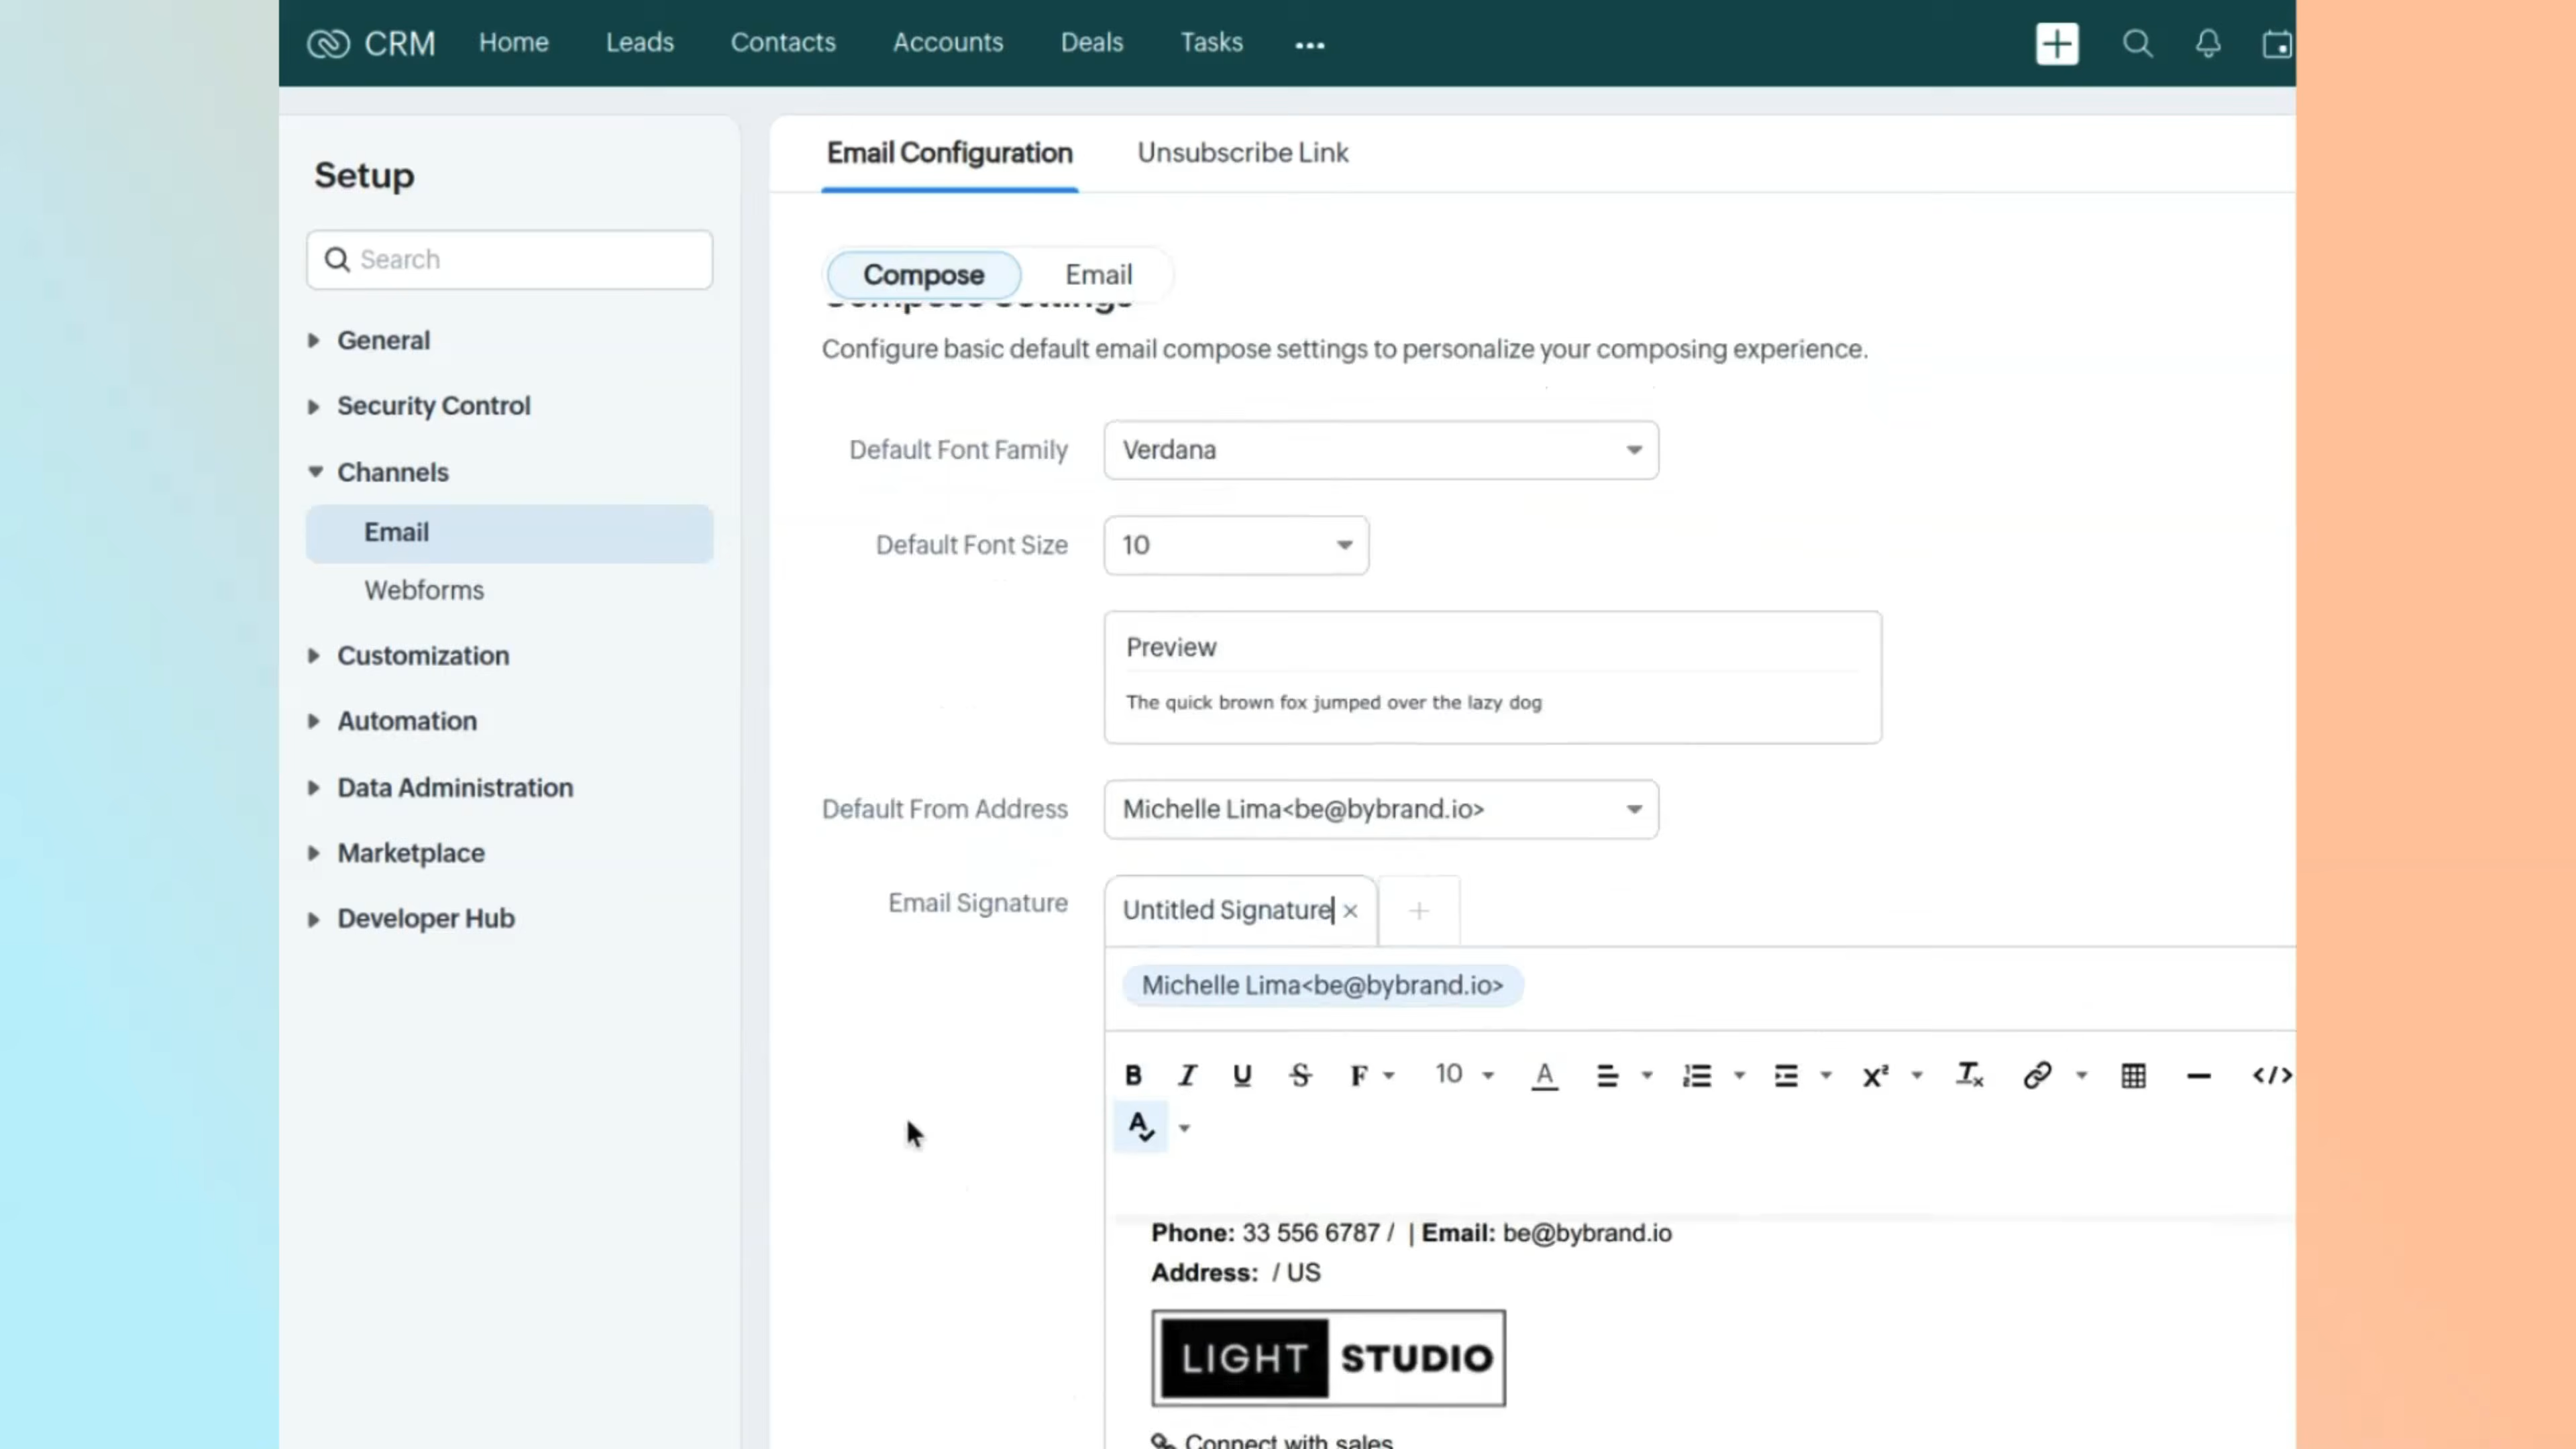 CRM Home Leads Contacts Accounts Deals Tasks ...
Setup
Search
General
Security Control
Channels
Email
Webforms
Customization
Automation
Data Administration
Marketplace
Developer Hub
Email Configuration Unsubscribe Link
Compose Email
Compose Settings
Configure basic default email compose settings to personalize your composing experience.
Default Font Family Verdana
Default Font Size 10
Preview
The quick brown fox jumped over the lazy dog
Default From Address Michelle Lima<be@bybrand.io>
Email Signature Untitled Signature × +
Michelle Lima<be@bybrand.io>
B I U S F 10 A x² Tx </>
A
Phone: 33 556 6787 / | Email: be@bybrand.io
Address: / US
LIGHT STUDIO
Connect with sales